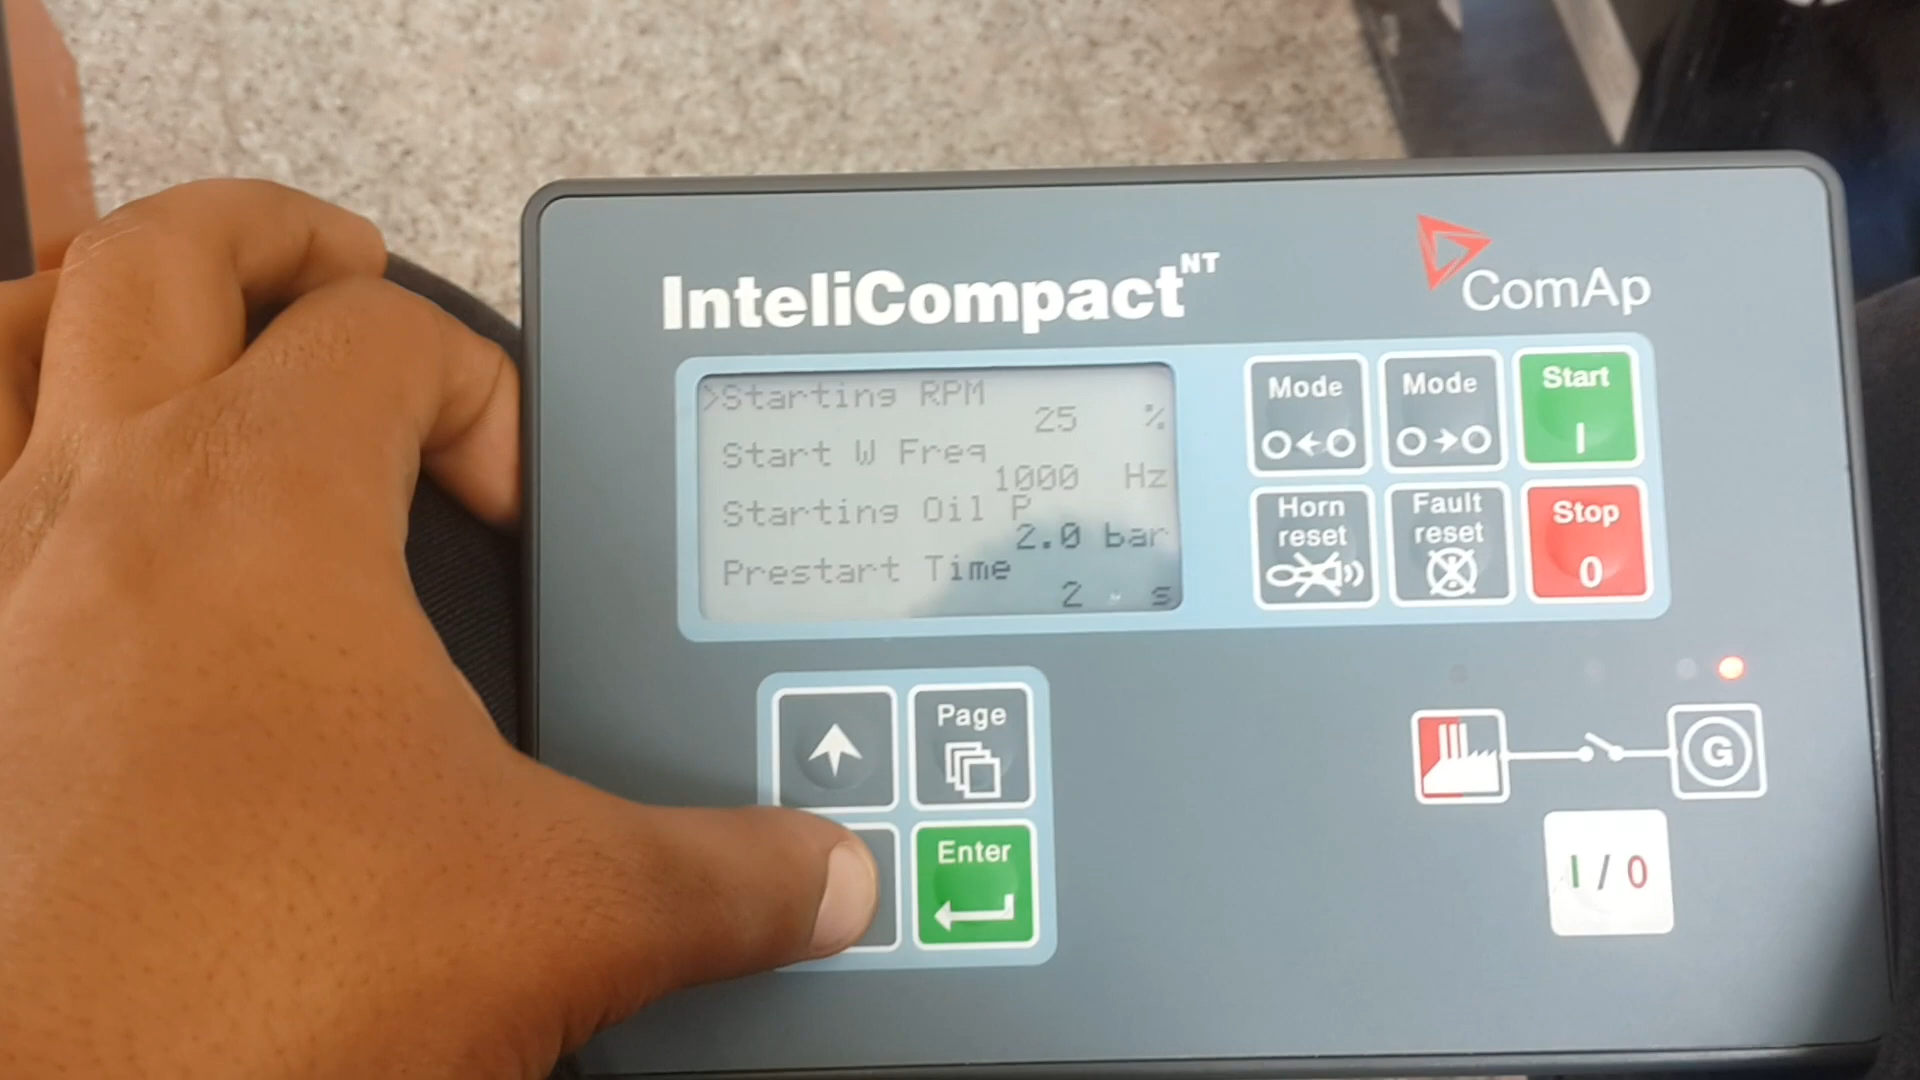 InteliCompact NT
ComAp
>Starting RPM
25 %
Start W Freq
1000 Hz
Starting Oil P
2.0 bar
Prestart Time
2 s
Mode
Mode
Start
I
Horn
reset
Fault
reset
Stop
0
Page
Enter
G
I / 0